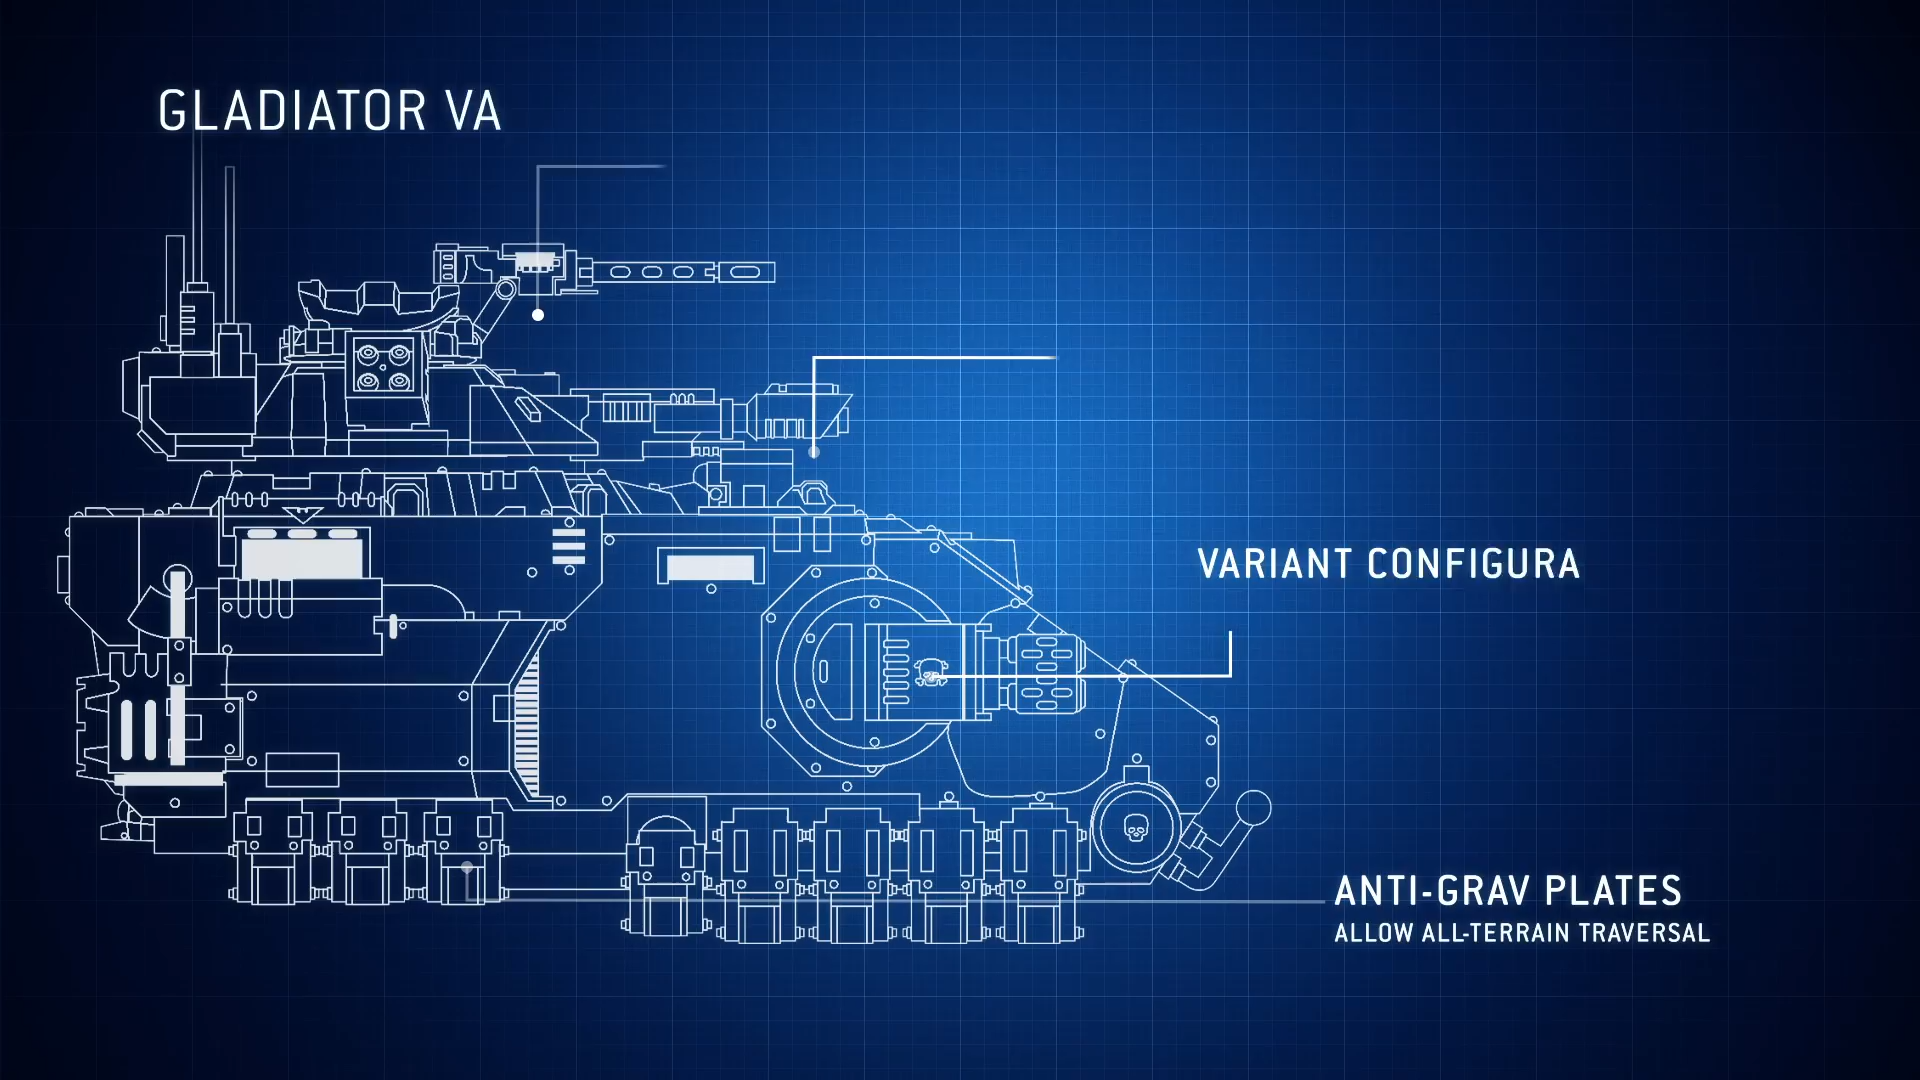 GLADIATOR VA
VARIANT CONFIGURA
ANTI-GRAV PLATES
ALLOW ALL-TERRAIN TRAVERSAL